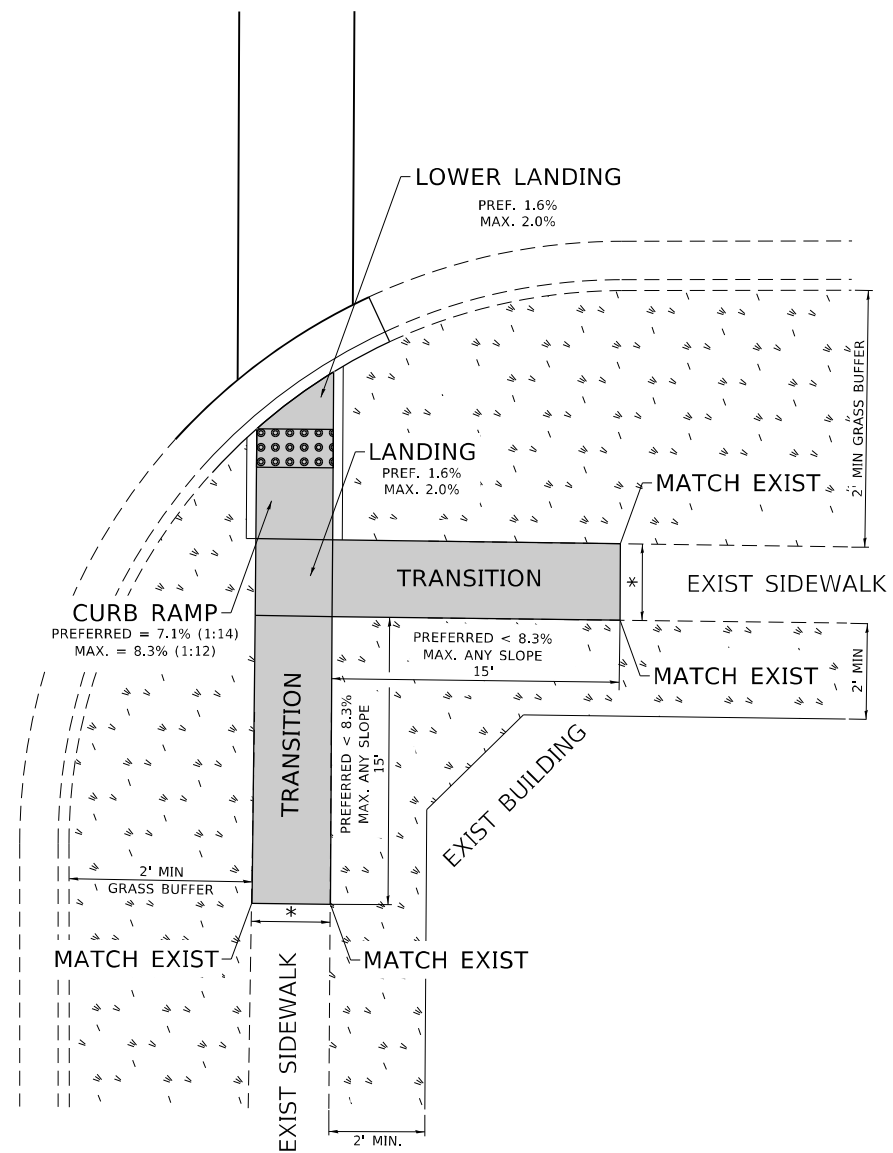 LOWER LANDING
PREF. 1.6%
MAX. 2.0%
2' MIN GRASS BUFFER
LANDING
PREF. 1.6%
MAX. 2.0%
MATCH EXIST
TRANSITION
*
EXIST SIDEWALK
CURB RAMP
PREFERRED = 7.1% (1:14)
MAX. = 8.3% (1:12)
PREFERRED < 8.3%
MAX. ANY SLOPE
15'
MATCH EXIST
2' MIN
TRANSITION
PREFERRED < 8.3%
MAX. ANY SLOPE
15'
EXIST BUILDING
2' MIN
GRASS BUFFER
*
MATCH EXIST
MATCH EXIST
EXIST SIDEWALK
2' MIN.